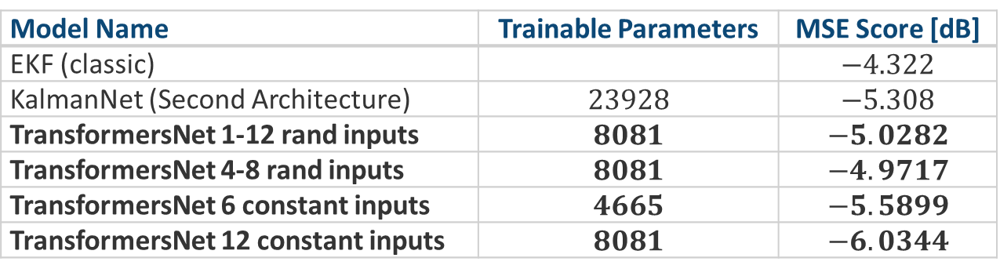 Model Name Trainable Parameters MSE Score [dB]
EKF (classic) −4.322
KalmanNet (Second Architecture) 23928 −5.308
TransformersNet 1-12 rand inputs 8081 −5.0282
TransformersNet 4-8 rand inputs 8081 −4.9717
TransformersNet 6 constant inputs 4665 −5.5899
TransformersNet 12 constant inputs 8081 −6.0344